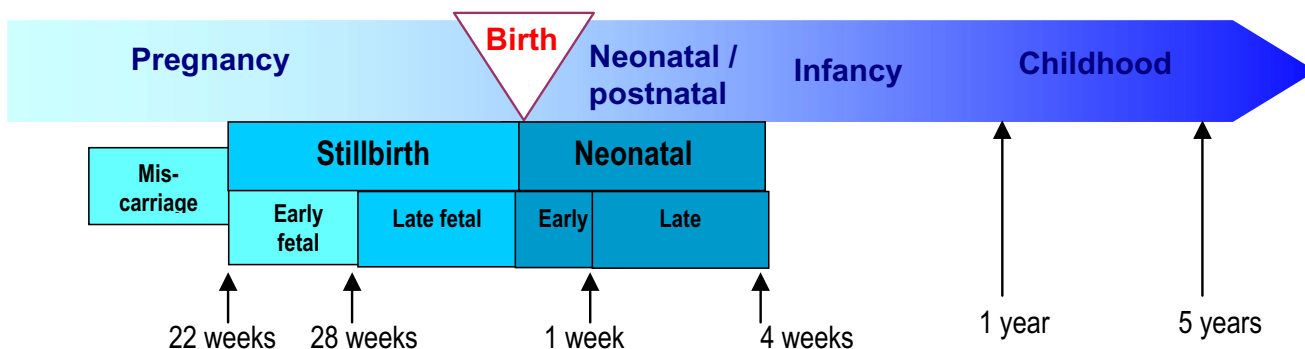 Birth
Pregnancy
Neonatal /
postnatal
Infancy
Childhood
Stillbirth
Neonatal
Mis-
carriage
Early
fetal
Late fetal
Early
Late
22 weeks
28 weeks
1 week
4 weeks
1 year
5 years